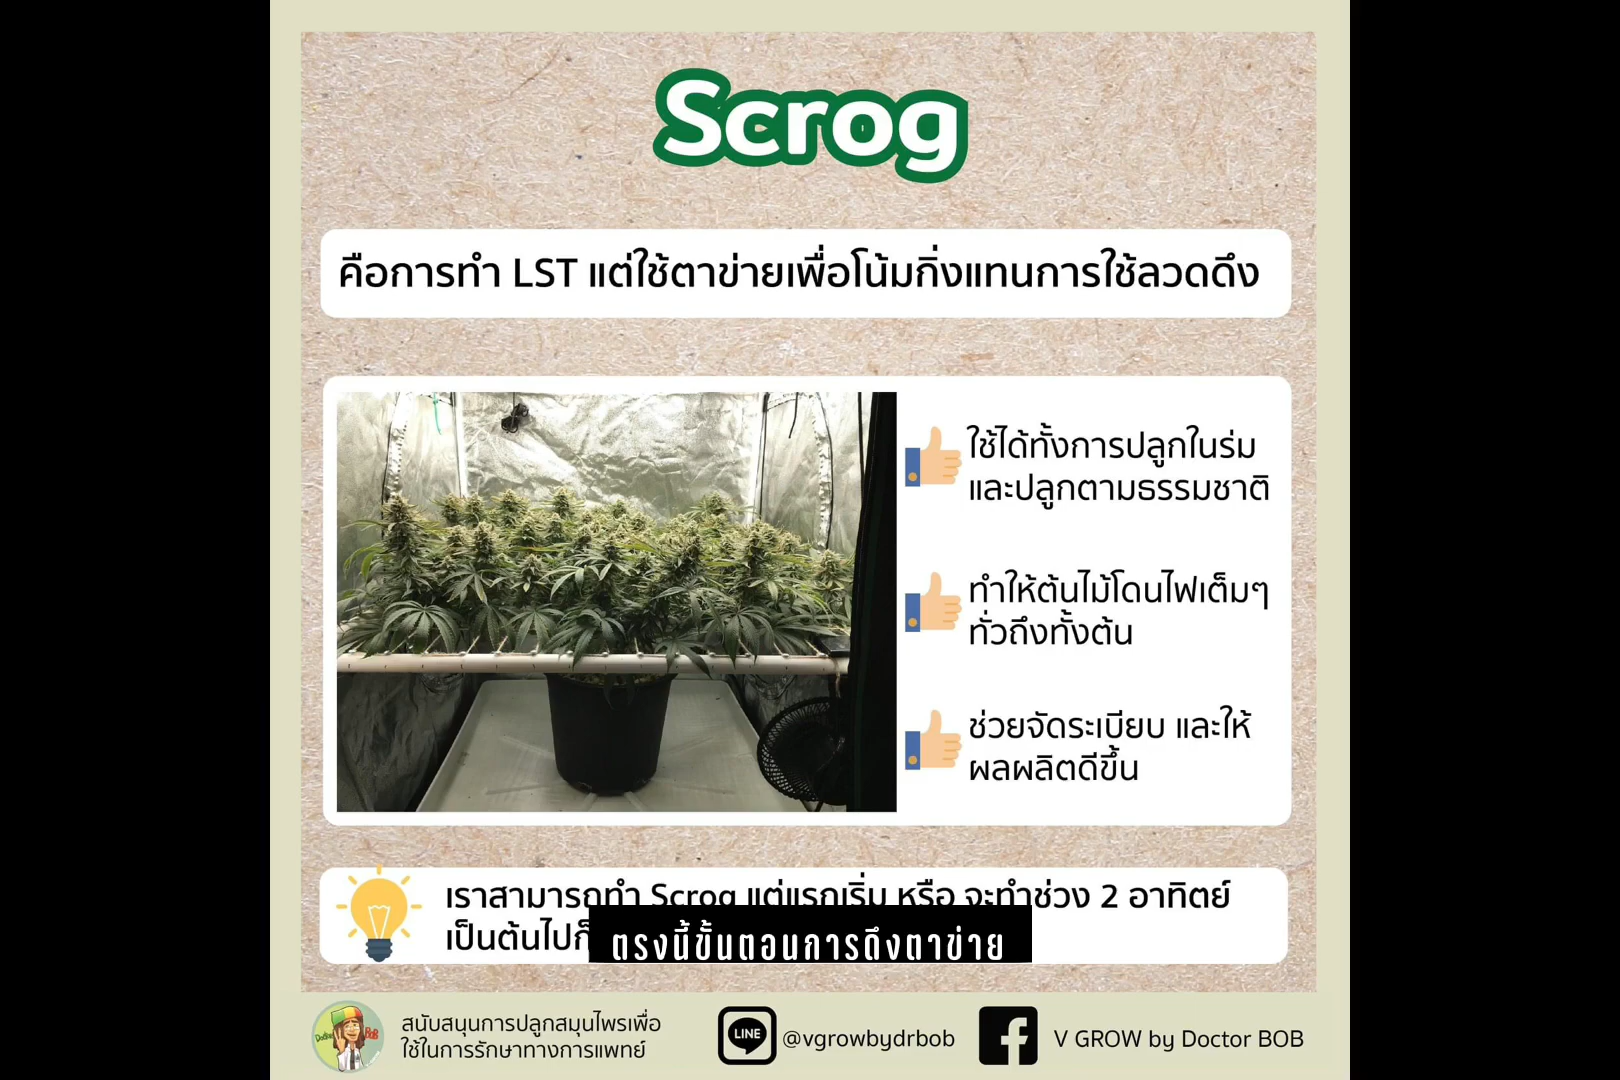 Scrog
คือการทำ LST แต่ใช้ตาข่ายเพื่อโน้มกิ่งแทนการใช้ลวดดึง
ใช้ได้ทั้งการปลูกในร่ม
และปลูกตามธรรมชาติ
ทำให้ต้นไม้โดนไฟเต็มๆ
ทั่วถึงทั้งต้น
ช่วยจัดระเบียบ และให้
ผลผลิตดีขึ้น
เราสามารถทำ Scrog แต่แรกเริ่ม หรือ จะทำช่วง 2 อาทิตย์
เป็นต้นไปก็
ตรงนี้ขั้นตอนการดึงตาข่าย
สนับสนุนการปลูกสมุนไพรเพื่อ
ใช้ในการรักษาทางการแพทย์
LINE
@vgrowbydrbob
V GROW by Doctor BOB